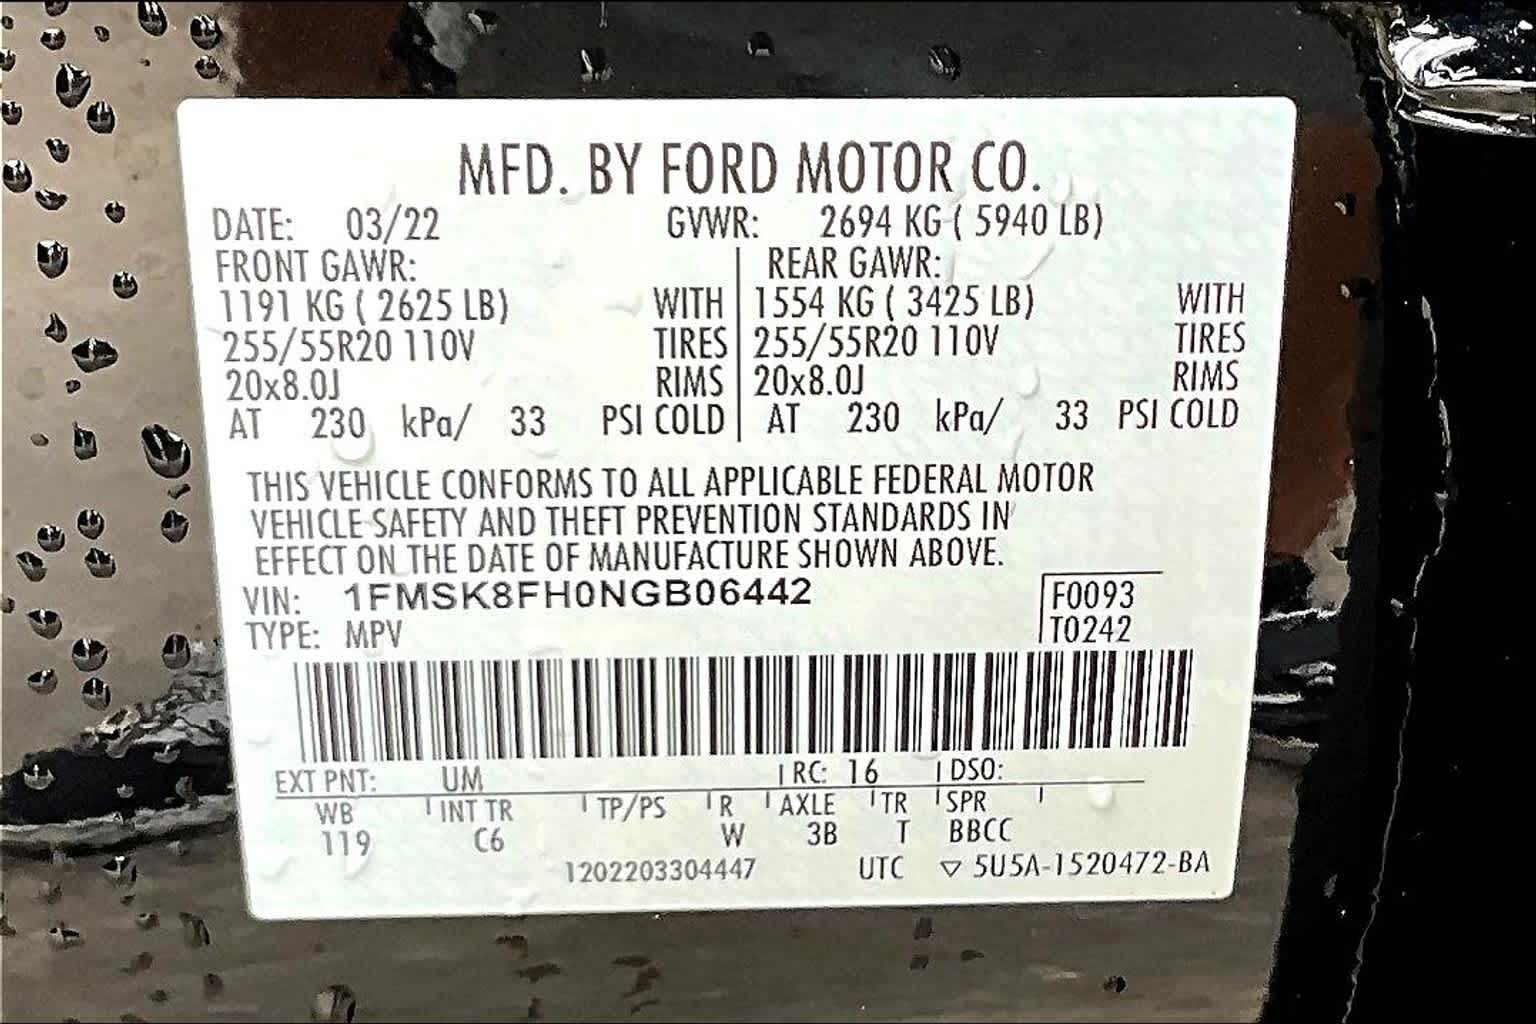 MFD. BY FORD MOTOR CO.
DATE: 03/22 GVWR: 2694 KG ( 5940 LB)
FRONT GAWR: REAR GAWR:
1191 KG ( 2625 LB) WITH 1554 KG ( 3425 LB) WITH
255/55R20 110V TIRES 255/55R20 110V TIRES
20x8.0J RIMS 20x8.0J RIMS
AT 230 kPa/ 33 PSI COLD AT 230 kPa/ 33 PSI COLD
THIS VEHICLE CONFORMS TO ALL APPLICABLE FEDERAL MOTOR
VEHICLE SAFETY AND THEFT PREVENTION STANDARDS IN
EFFECT ON THE DATE OF MANUFACTURE SHOWN ABOVE.
VIN: 1FMSK8FH0NGB06442 F0093
TYPE: MPV T0242
EXT PNT: UM RC: 16 DSO:
WB INT TR TP/PS R AXLE TR SPR
119 C6 W 3B T BBCC
1202203304447 UTC ▽ 5U5A-1520472-BA